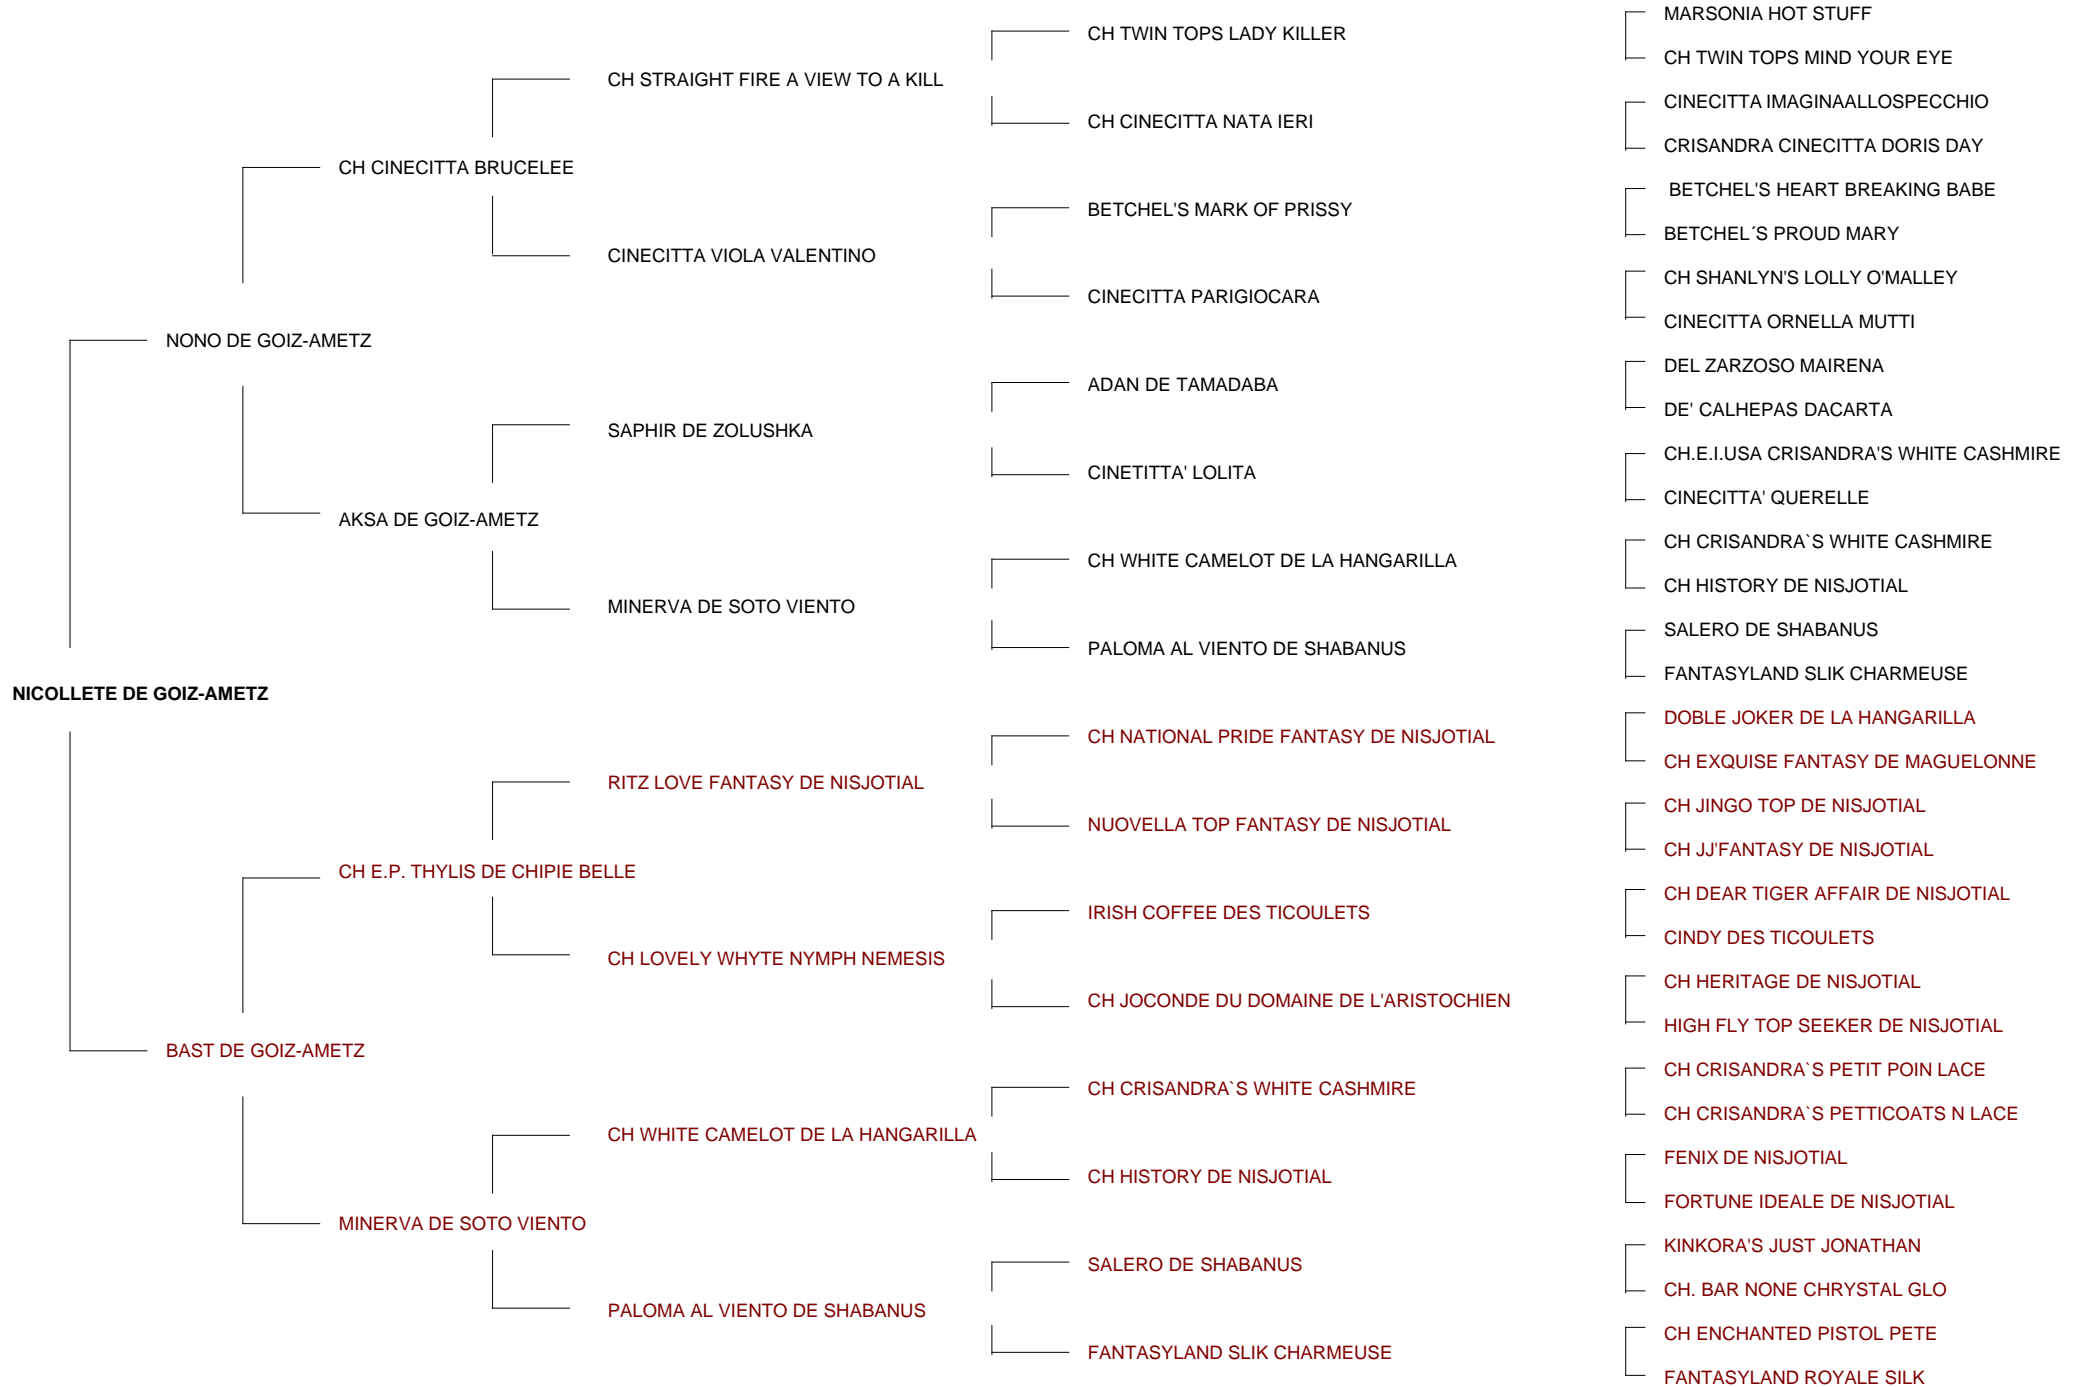 MARSONIA HOT STUFF
CH TWIN TOPS LADY KILLER
CH TWIN TOPS MIND YOUR EYE
CH STRAIGHT FIRE A VIEW TO A KILL
CINECITTA IMAGINAALLOSPECCHIO
CH CINECITTA NATA IERI
CRISANDRA CINECITTA DORIS DAY
CH CINECITTA BRUCELEE
BETCHEL'S HEART BREAKING BABE
BETCHEL'S MARK OF PRISSY
BETCHEL´S PROUD MARY
CINECITTA VIOLA VALENTINO
CH SHANLYN'S LOLLY O'MALLEY
CINECITTA PARIGIOCARA
CINECITTA ORNELLA MUTTI
NONO DE GOIZ-AMETZ
DEL ZARZOSO MAIRENA
ADAN DE TAMADABA
DE' CALHEPAS DACARTA
SAPHIR DE ZOLUSHKA
CH.E.I.USA CRISANDRA'S WHITE CASHMIRE
CINETITTA' LOLITA
CINECITTA' QUERELLE
AKSA DE GOIZ-AMETZ
CH CRISANDRA`S WHITE CASHMIRE
CH WHITE CAMELOT DE LA HANGARILLA
CH HISTORY DE NISJOTIAL
MINERVA DE SOTO VIENTO
SALERO DE SHABANUS
PALOMA AL VIENTO DE SHABANUS
FANTASYLAND SLIK CHARMEUSE
NICOLLETE DE GOIZ-AMETZ
DOBLE JOKER DE LA HANGARILLA
CH NATIONAL PRIDE FANTASY DE NISJOTIAL
CH EXQUISE FANTASY DE MAGUELONNE
RITZ LOVE FANTASY DE NISJOTIAL
CH JINGO TOP DE NISJOTIAL
NUOVELLA TOP FANTASY DE NISJOTIAL
CH JJ'FANTASY DE NISJOTIAL
CH E.P. THYLIS DE CHIPIE BELLE
CH DEAR TIGER AFFAIR DE NISJOTIAL
IRISH COFFEE DES TICOULETS
CINDY DES TICOULETS
CH LOVELY WHYTE NYMPH NEMESIS
CH HERITAGE DE NISJOTIAL
CH JOCONDE DU DOMAINE DE L'ARISTOCHIEN
HIGH FLY TOP SEEKER DE NISJOTIAL
BAST DE GOIZ-AMETZ
CH CRISANDRA`S PETIT POIN LACE
CH CRISANDRA`S WHITE CASHMIRE
CH CRISANDRA`S PETTICOATS N LACE
CH WHITE CAMELOT DE LA HANGARILLA
FENIX DE NISJOTIAL
CH HISTORY DE NISJOTIAL
FORTUNE IDEALE DE NISJOTIAL
MINERVA DE SOTO VIENTO
KINKORA'S JUST JONATHAN
SALERO DE SHABANUS
CH. BAR NONE CHRYSTAL GLO
PALOMA AL VIENTO DE SHABANUS
CH ENCHANTED PISTOL PETE
FANTASYLAND SLIK CHARMEUSE
FANTASYLAND ROYALE SILK